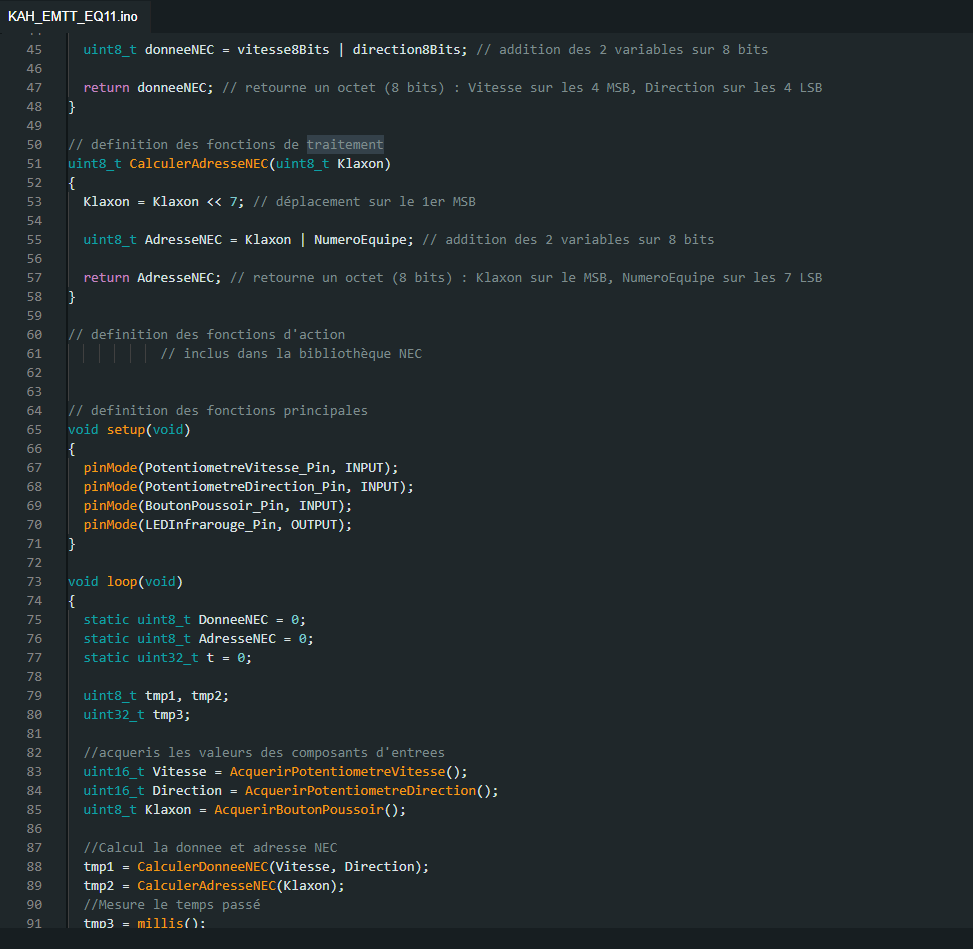 KAH_EMTT_EQ11.ino
45 uint8_t donneeNEC = vitesse8Bits | direction8Bits; // addition des 2 variables sur 8 bits
46
47 return donneeNEC; // retourne un octet (8 bits) : Vitesse sur les 4 MSB, Direction sur les 4 LSB
48 }
49
50 // definition des fonctions de traitement
51 uint8_t CalculerAdresseNEC(uint8_t Klaxon)
52 {
53 Klaxon = Klaxon << 7; // déplacement sur le 1er MSB
54
55 uint8_t AdresseNEC = Klaxon | NumeroEquipe; // addition des 2 variables sur 8 bits
56
57 return AdresseNEC; // retourne un octet (8 bits) : Klaxon sur le MSB, NumeroEquipe sur les 7 LSB
58 }
59
60 // definition des fonctions d'action
61 // inclus dans la bibliothèque NEC
62
63
64 // definition des fonctions principales
65 void setup(void)
66 {
67 pinMode(PotentiometreVitesse_Pin, INPUT);
68 pinMode(PotentiometreDirection_Pin, INPUT);
69 pinMode(BoutonPoussoir_Pin, INPUT);
70 pinMode(LEDInfrarouge_Pin, OUTPUT);
71 }
72
73 void loop(void)
74 {
75 static uint8_t DonneeNEC = 0;
76 static uint8_t AdresseNEC = 0;
77 static uint32_t t = 0;
78
79 uint8_t tmp1, tmp2;
80 uint32_t tmp3;
81
82 //acqueris les valeurs des composants d'entrees
83 uint16_t Vitesse = AcquerirPotentiometreVitesse();
84 uint16_t Direction = AcquerirPotentiometreDirection();
85 uint8_t Klaxon = AcquerirBoutonPoussoir();
86
87 //Calcul la donnee et adresse NEC
88 tmp1 = CalculerDonneeNEC(Vitesse, Direction);
89 tmp2 = CalculerAdresseNEC(Klaxon);
90 //Mesure le temps passé
91 tmp3 = millis();